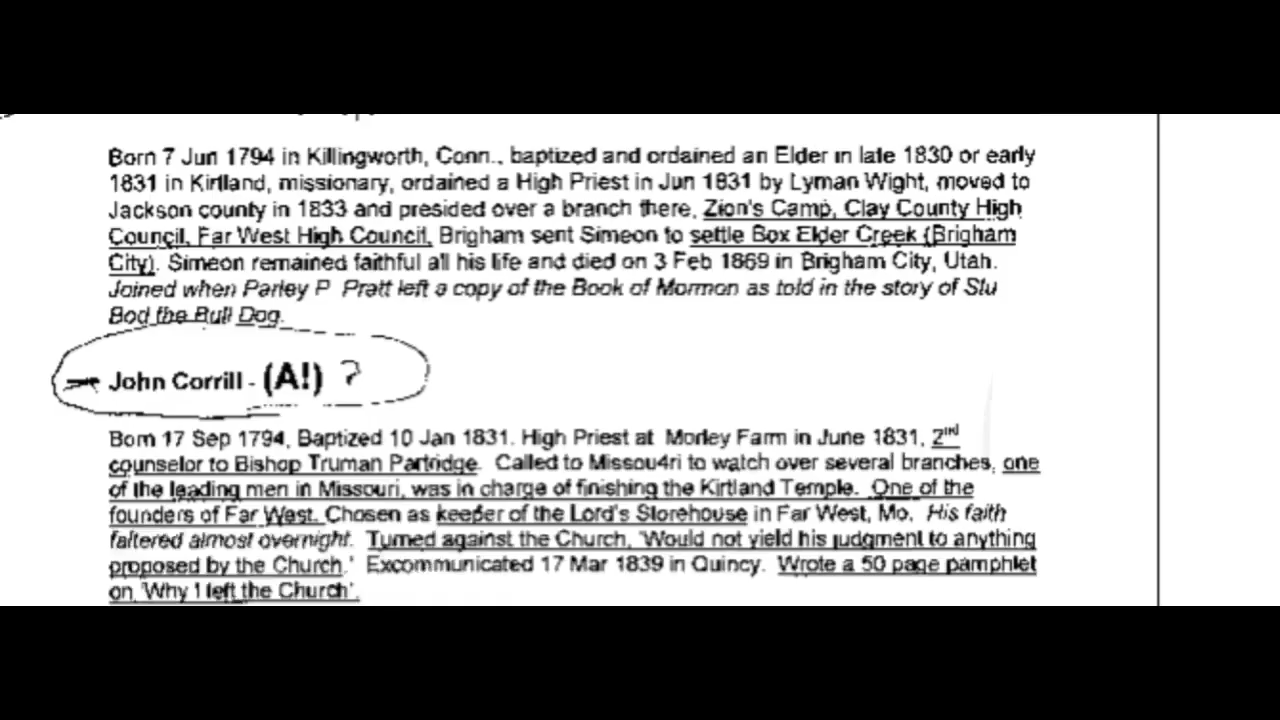 Born 7 Jun 1794 in Killingworth, Conn., baptized and ordained an Elder in late 1830 or early
1831 in Kirtland, missionary, ordained a High Priest in Jun 1831 by Lyman Wight, moved to
Jackson county in 1833 and presided over a branch there, Zion's Camp, Clay County High
Council, Far West High Council, Brigham sent Simeon to settle Box Elder Creek (Brigham
City). Simeon remained faithful all his life and died on 3 Feb 1869 in Brigham City, Utah.
Joined when Parley P Pratt left a copy of the Book of Mormon as told in the story of Stu
Bod the Bull Dog.
John Corrill - (A!) ?
Born 17 Sep 1794, Baptized 10 Jan 1831. High Priest at Morley Farm in June 1831, 2nd
counselor to Bishop Truman Partridge. Called to Missou4ri to watch over several branches, one
of the leading men in Missouri, was in charge of finishing the Kirtland Temple. One of the
founders of Far West. Chosen as keeper of the Lord's Storehouse in Far West, Mo. His faith
faltered almost overnight. Turned against the Church, 'Would not yield his judgment to anything
proposed by the Church.' Excommunicated 17 Mar 1839 in Quincy. Wrote a 50 page pamphlet
on 'Why I left the Church'.